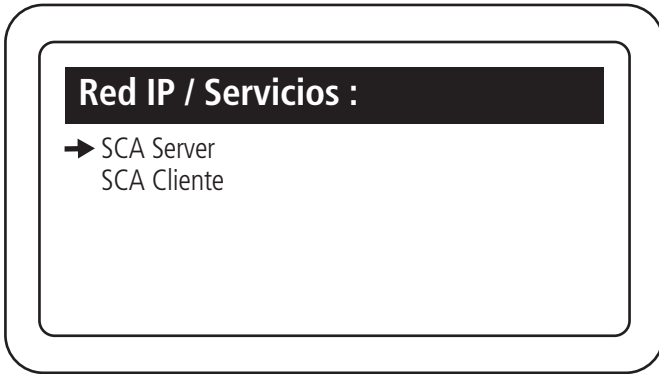 Red IP / Servicios :
SCA Server
SCA Cliente